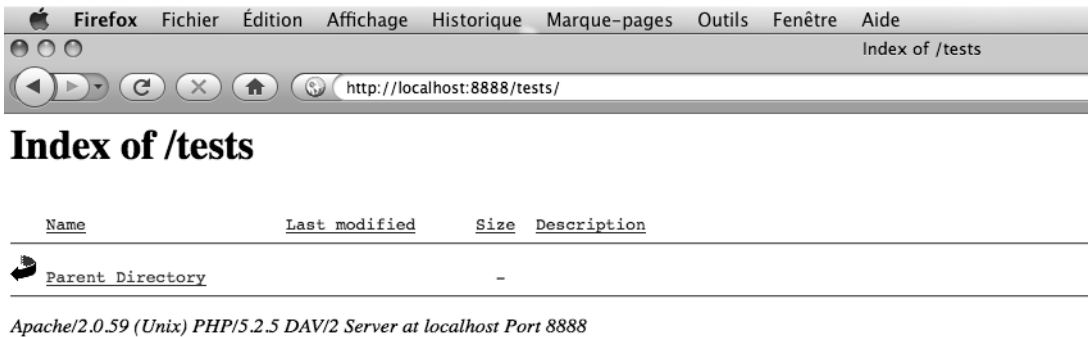 Firefox Fichier Édition Affichage Historique Marque-pages Outils Fenêtre Aide
Index of /tests
http://localhost:8888/tests/
Index of /tests
Name Last modified Size Description
Parent Directory -
Apache/2.0.59 (Unix) PHP/5.2.5 DAV/2 Server at localhost Port 8888